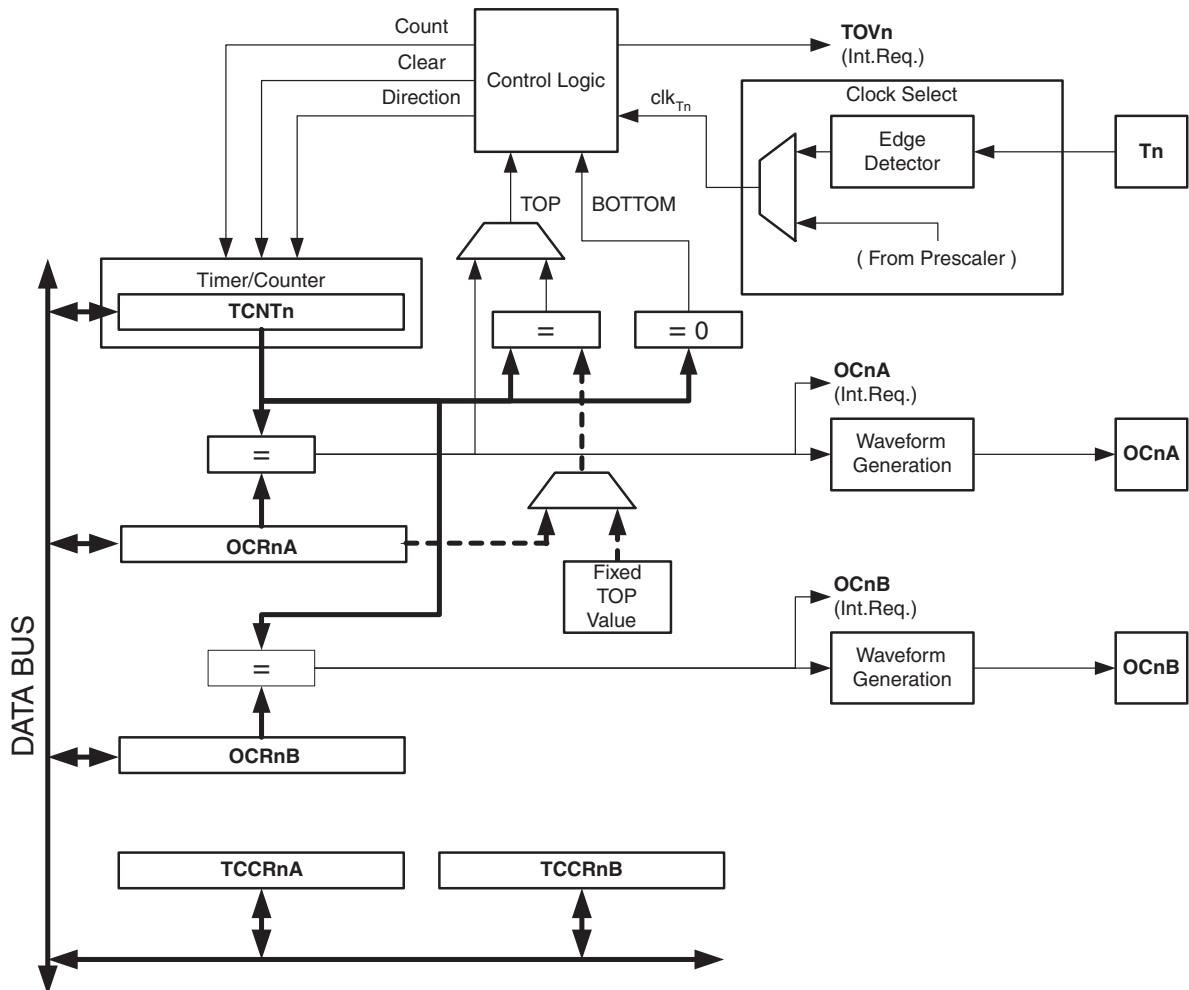 Count
Clear
Direction
Control Logic
TOVn
(Int.Req.)
clkTn
Clock Select
Edge
Detector
Tn
( From Prescaler )
TOP
BOTTOM
Timer/Counter
TCNTn
=
= 0
OCnA
(Int.Req.)
=
Waveform
Generation
OCnA
OCRnA
Fixed
TOP
Value
OCnB
(Int.Req.)
=
Waveform
Generation
OCnB
OCRnB
DATA BUS
TCCRnA
TCCRnB